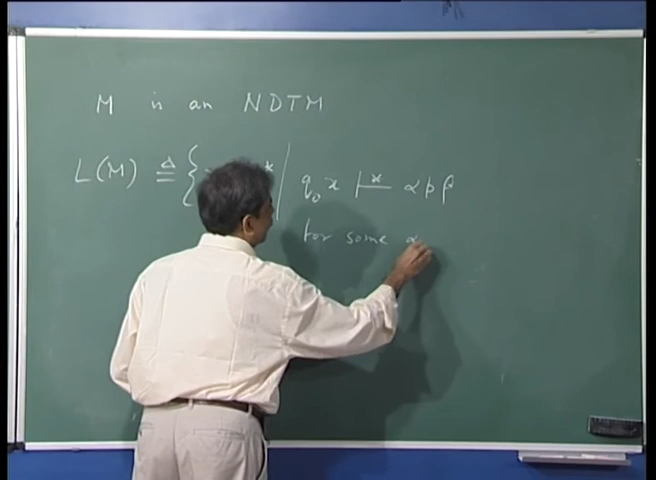 M is an NDTM
L(M) ≜ { * | q₀ x ⊢* α p β
for some α